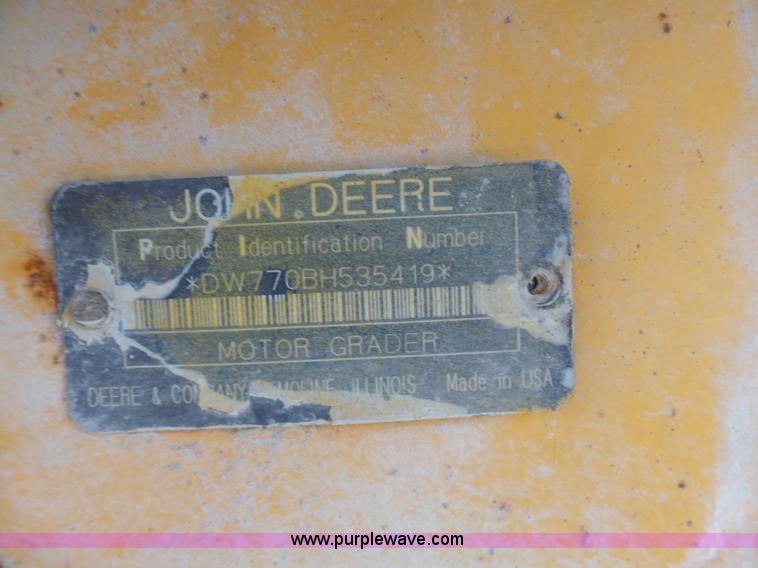 JOHN DEERE
Product Identification Number
*DW770BH535419*
MOTOR GRADER
DEERE & COMPANY MOLINE, ILLINOIS Made in USA
www.purplewave.com